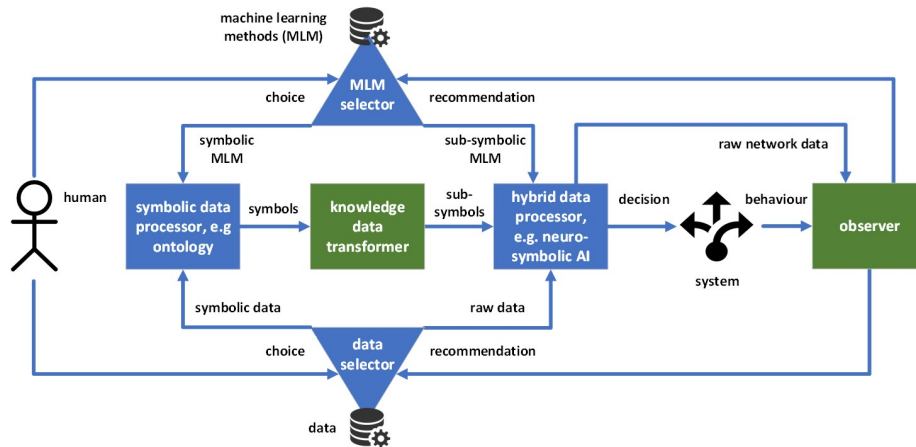 machine learning
methods (MLM)
MLM
selector
choice
recommendation
symbolic
MLM
sub-symbolic
MLM
raw network data
human
symbolic data
processor, e.g
ontology
symbols
knowledge
data
transformer
sub-
symbols
hybrid data
processor,
e.g. neuro-
symbolic AI
decision
system
behaviour
observer
symbolic data
raw data
choice
data
selector
recommendation
data